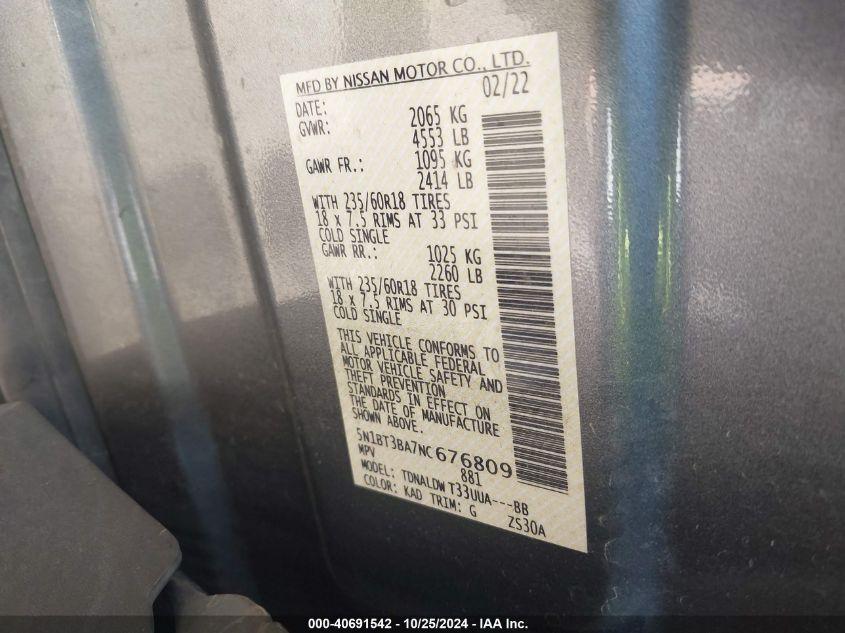 MFD BY NISSAN MOTOR CO., LTD.
DATE: 02/22
GVWR: 2065 KG
4553 LB
GAWR FR.: 1095 KG
2414 LB
WITH 235/60R18 TIRES
18 x 7.5 RIMS AT 33 PSI
COLD SINGLE
GAWR RR.: 1025 KG
2260 LB
WITH 235/60R18 TIRES
18 x 7.5 RIMS AT 30 PSI
COLD SINGLE
THIS VEHICLE CONFORMS TO
ALL APPLICABLE FEDERAL
MOTOR VEHICLE SAFETY AND
THEFT PREVENTION
STANDARDS IN EFFECT ON
THE DATE OF MANUFACTURE
SHOWN ABOVE.
5N1BT3BA7NC676809
MPV 881
MODEL: TDNALDW T33UUA---BB
COLOR: KAD TRIM: G ZS30A
000-40691542 - 10/25/2024 - IAA Inc.